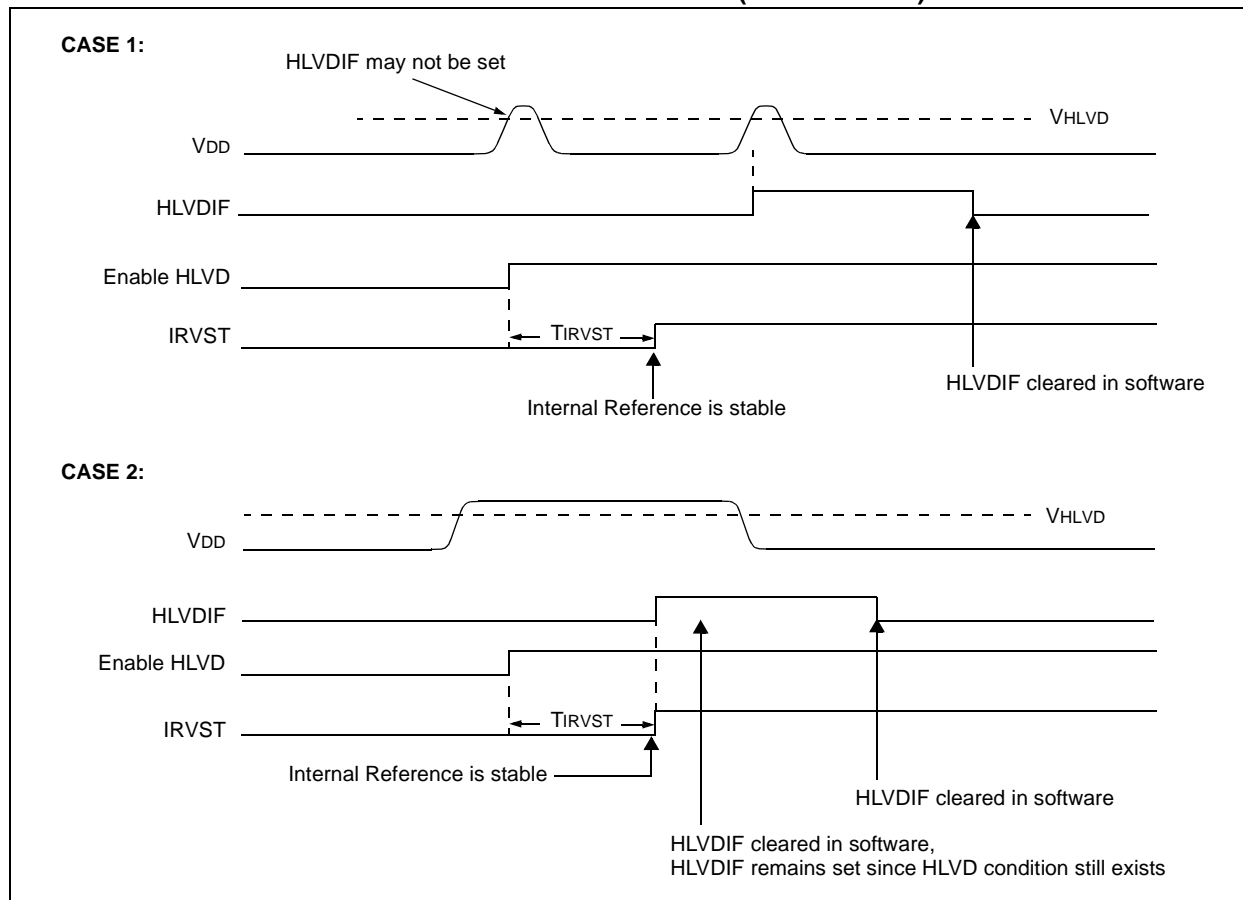 CASE 1:
HLVDIF may not be set
VHLVD
VDD
HLVDIF
Enable HLVD
TIRVST
IRVST
HLVDIF cleared in software
Internal Reference is stable
CASE 2:
VHLVD
VDD
HLVDIF
Enable HLVD
TIRVST
IRVST
Internal Reference is stable
HLVDIF cleared in software
HLVDIF cleared in software,
HLVDIF remains set since HLVD condition still exists